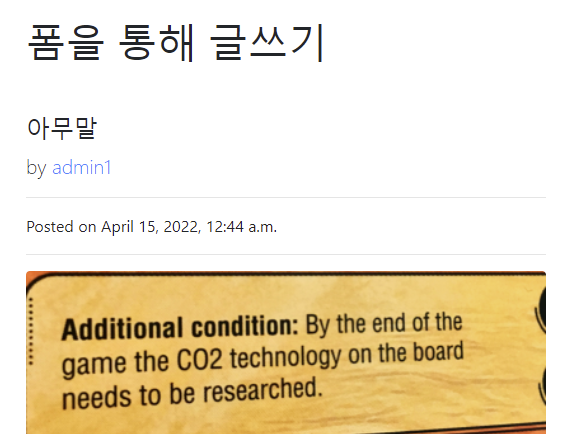 폼을 통해 글쓰기
아무말
by admin1
Posted on April 15, 2022, 12:44 a.m.
Additional condition: By the end of the
game the CO2 technology on the board
needs to be researched.